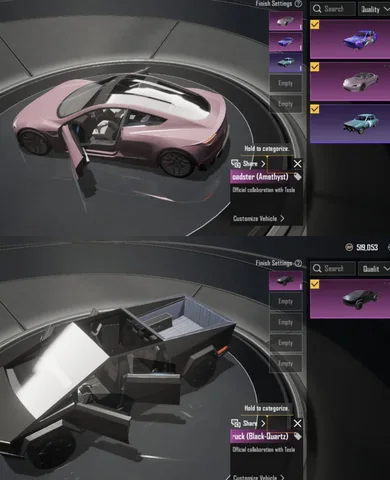 Finish Settings ?
Search
Quality
Empty
Empty
Hold to categorize.
Share >
oadster (Amethyst)
Official collaboration with Tesla
Customize Vehicle >
519,053
Finish Settings ?
Search
Qualit
Empty
Empty
Empty
Empty
Hold to categorize.
Share >
ruck (Black-Quartz)
Official collaboration with Tesla
Customize Vehicle >